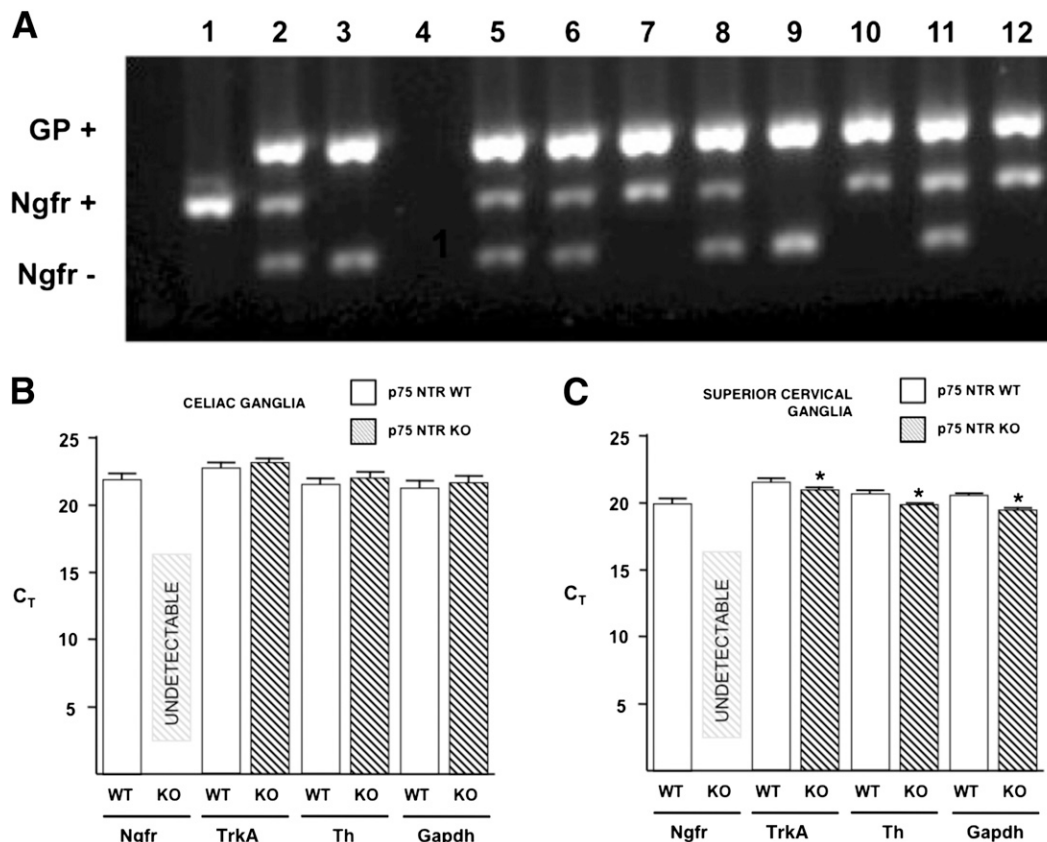 A
1 2 3 4 5 6 7 8 9 10 11 12
GP +
Ngfr +
Ngfr -
1
B
CELIAC GANGLIA
p75 NTR WT
p75 NTR KO
25
20
15
10
5
CT
UNDETECTABLE
WT KO WT KO WT KO WT KO
Ngfr TrkA Th Gapdh
C
SUPERIOR CERVICAL
GANGLIA
p75 NTR WT
p75 NTR KO
25
20
15
10
5
CT
UNDETECTABLE
* * *
WT KO WT KO WT KO WT KO
Ngfr TrkA Th Gapdh